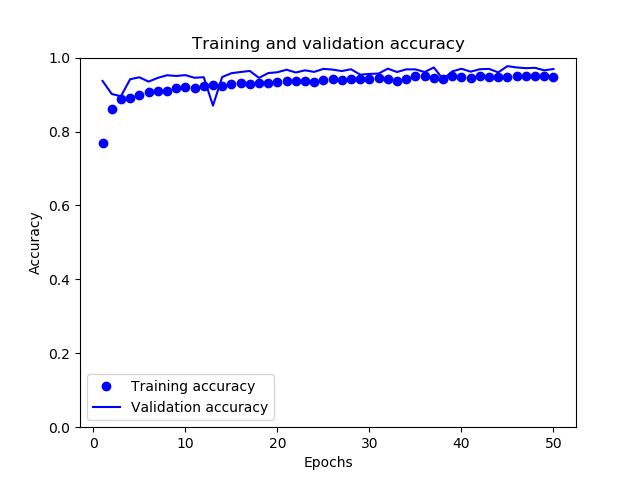 Training and validation accuracy
1.0
0.8
0.6
0.4
0.2
0.0
Accuracy
Training accuracy
Validation accuracy
0 10 20 30 40 50
Epochs